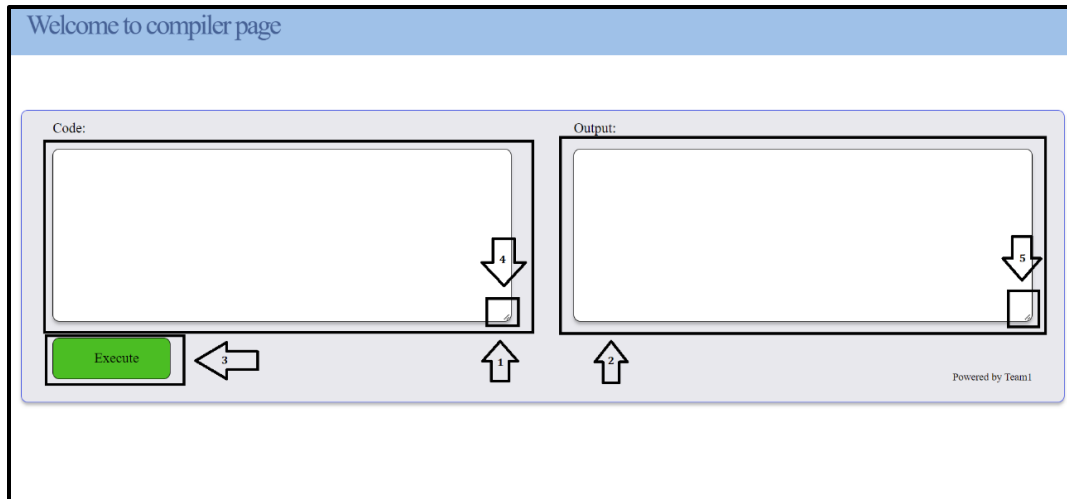 Welcome to compiler page
Code:
Output:
4
5
Execute
3
1
2
Powered by Team1